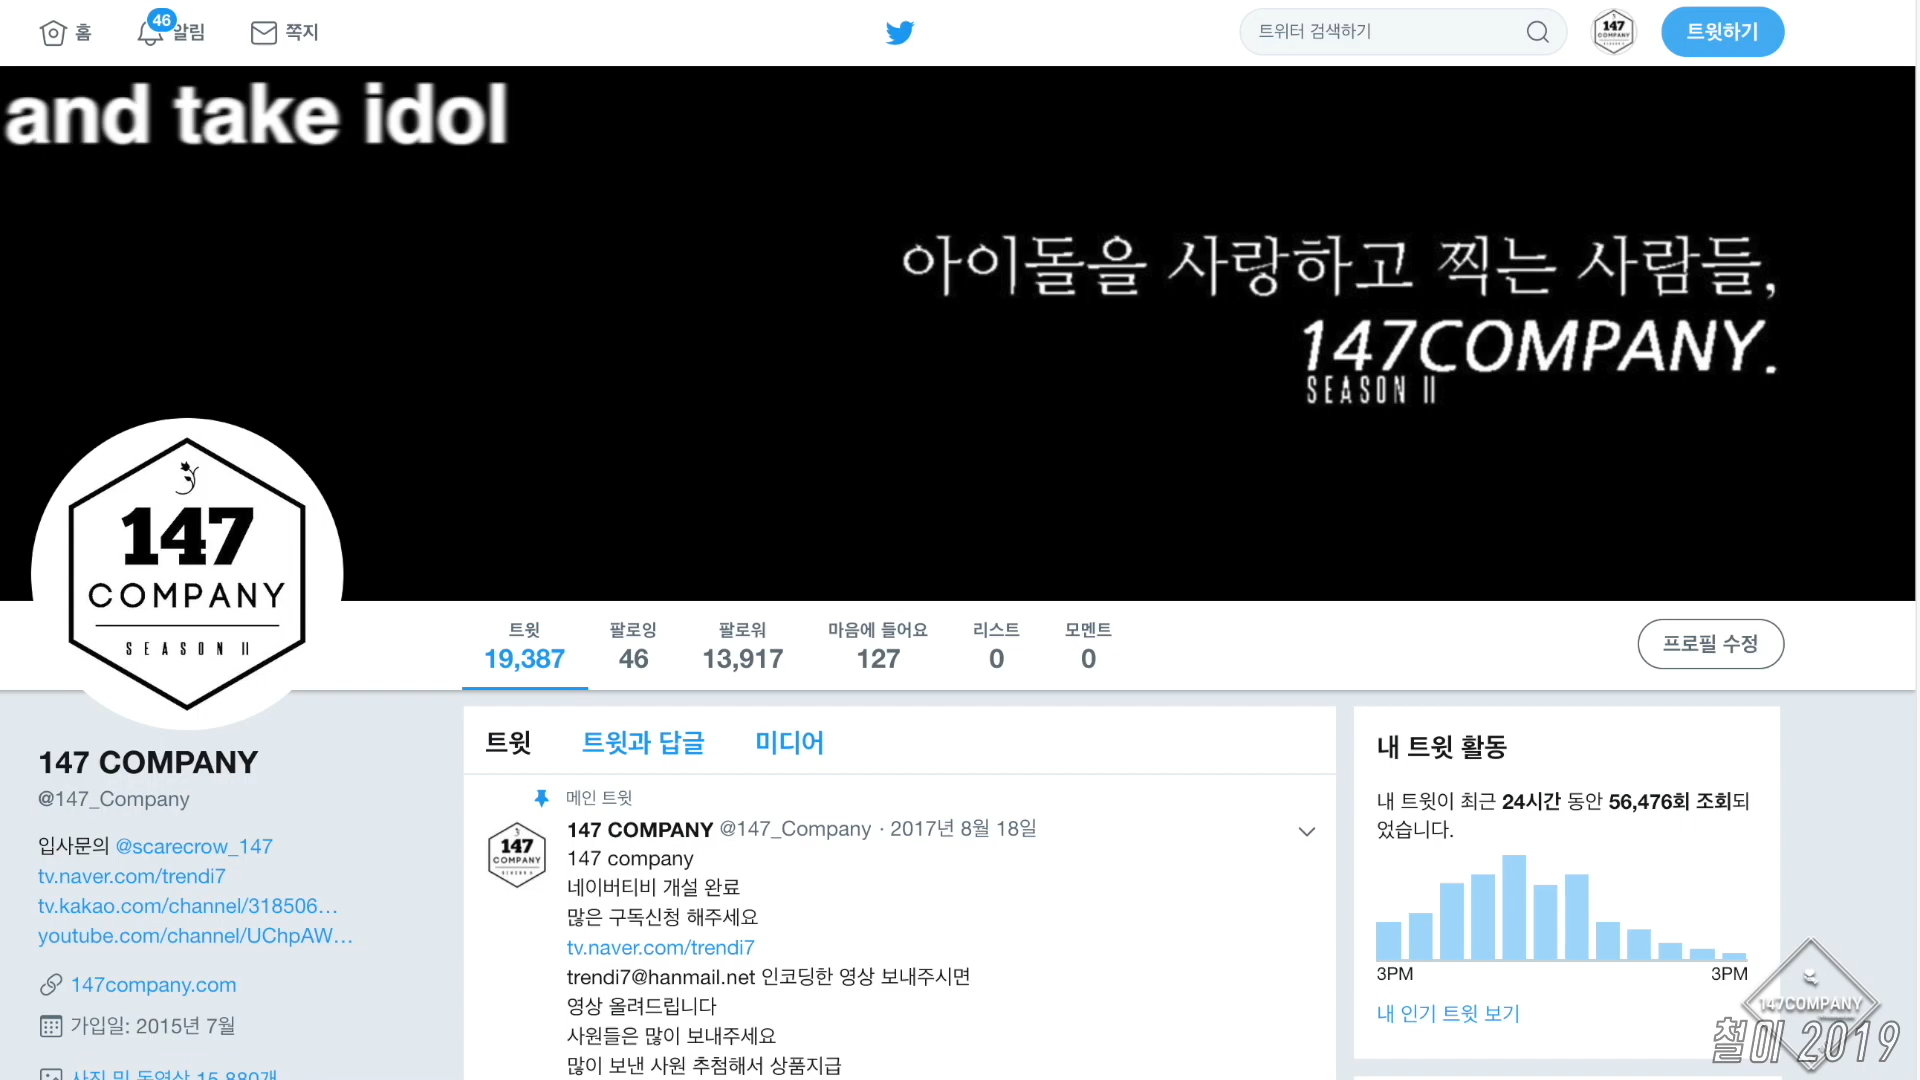 홈
46
알림
쪽지
트위터 검색하기
147
COMPANY
트윗하기
and take idol
아이돌을 사랑하고 찍는 사람들,
147COMPANY.
SEASON II
147
COMPANY
SEASON II
트윗 팔로잉 팔로워 마음에 들어요 리스트 모멘트
19,387 46 13,917 127 0 0
프로필 수정
147 COMPANY
@147_Company
입사문의 @scarecrow_147
tv.naver.com/trendi7
tv.kakao.com/channel/318506…
youtube.com/channel/UChpAW…
147company.com
가입일: 2015년 7월
사진 및 동영상 15,880개
트윗 트윗과 답글 미디어
메인 트윗
147
COMPANY
147 COMPANY @147_Company · 2017년 8월 18일
147 company
네이버티비 개설 완료
많은 구독신청 해주세요
tv.naver.com/trendi7
trendi7@hanmail.net 인코딩한 영상 보내주시면
영상 올려드립니다
사원들은 많이 보내주세요
많이 보낸 사원 추첨해서 상품지급
내 트윗 활동
내 트윗이 최근 24시간 동안 56,476회 조회되
었습니다.
3PM 3PM
내 인기 트윗 보기
147COMPANY
철미 2019